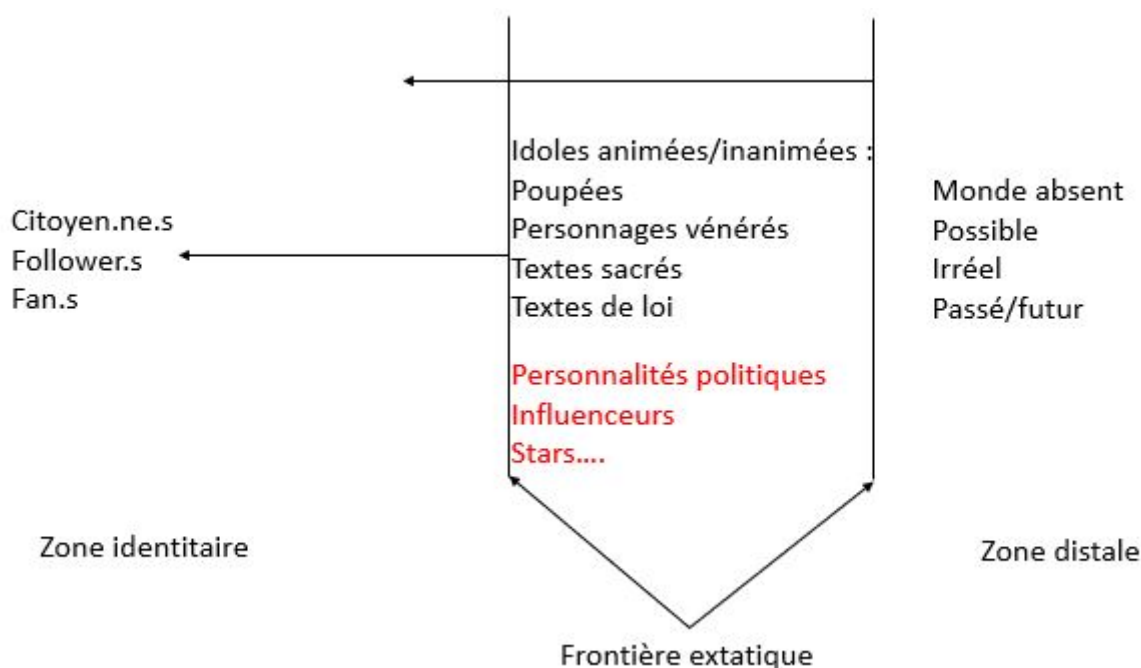 Idoles animées/inanimées :
Poupées
Personnages vénérés
Textes sacrés
Textes de loi
Personnalités politiques
Influenceurs
Stars....
Citoyen.ne.s
Follower.s
Fan.s
Monde absent
Possible
Irréel
Passé/futur
Zone identitaire
Zone distale
Frontière extatique